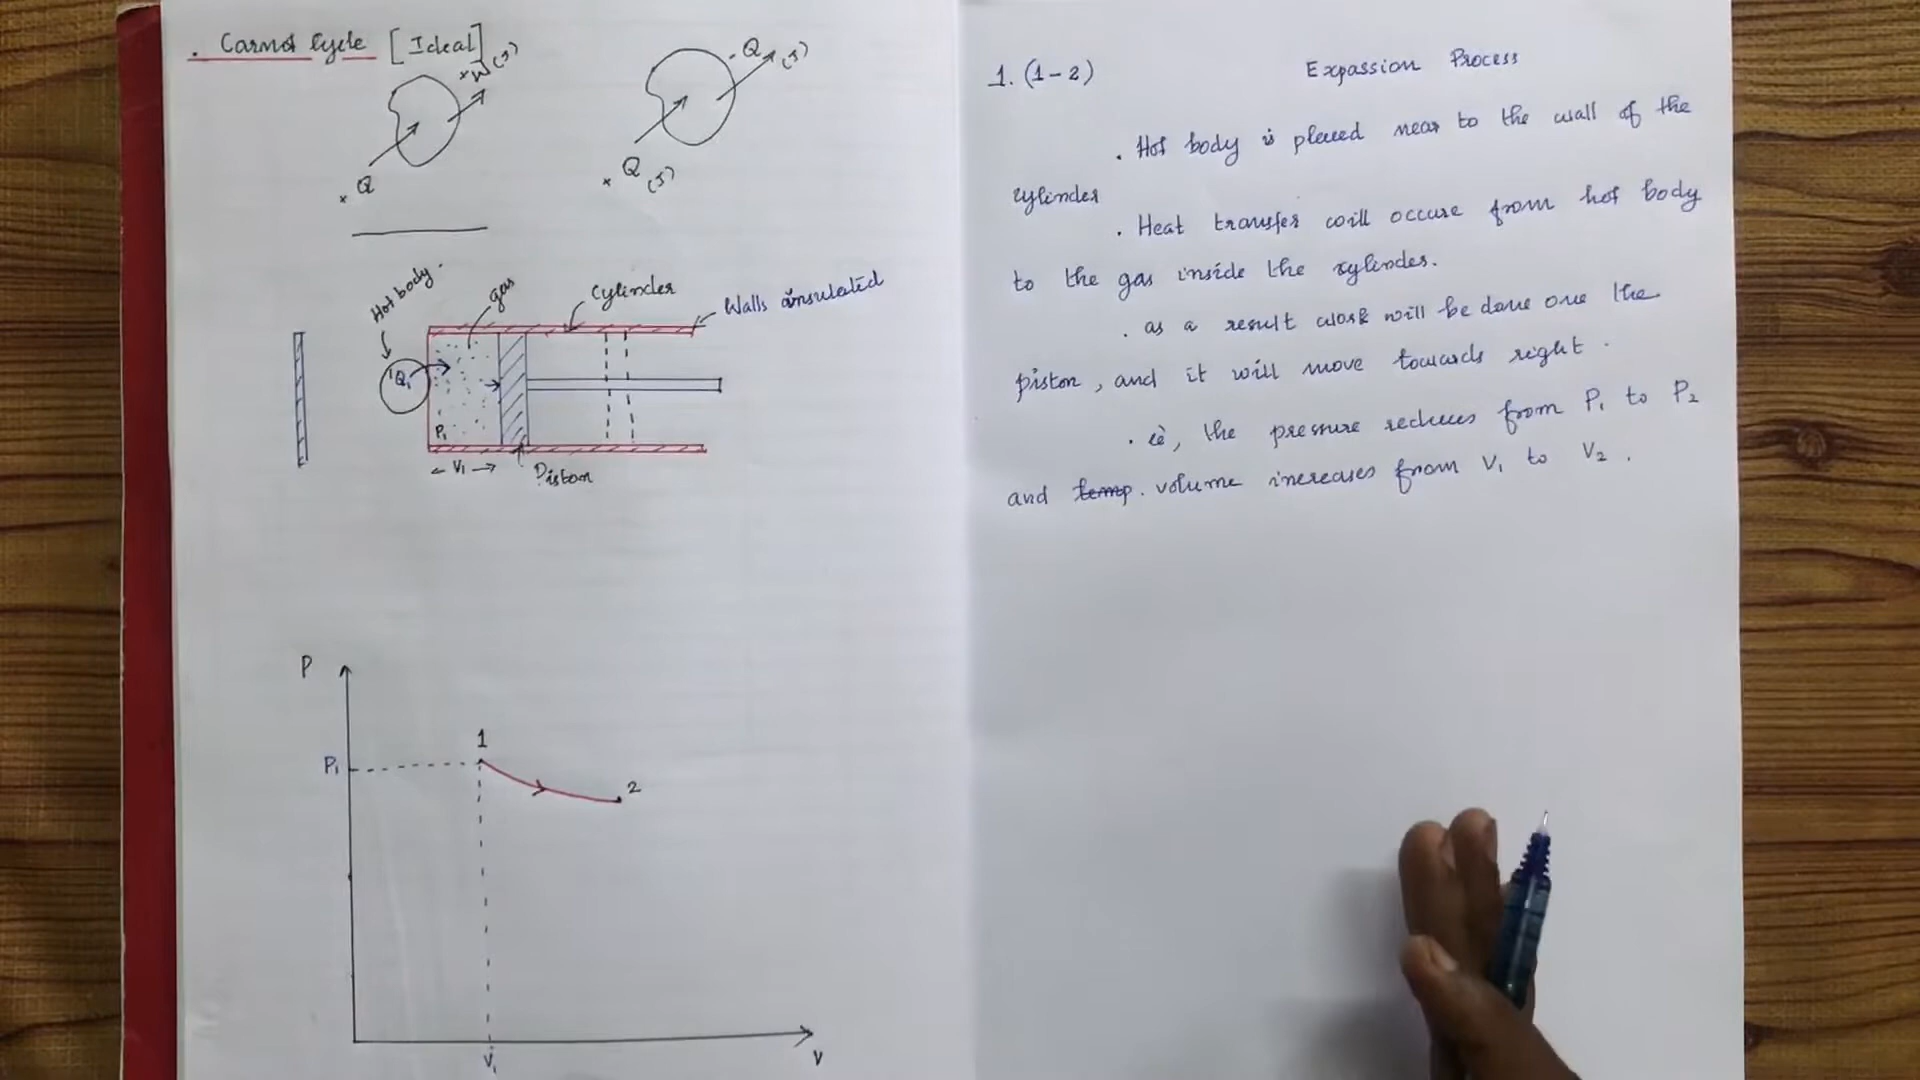 . Carnot Cycle [Ideal]
+W (J)
+ Q
- Q (J)
+ Q (J)
Hot body.
gas
Cylinder
Walls insulated
Q₁
P₁
← V₁ →
Piston
P
P₁
1
2
V₁
V
1. (1-2) Expassion Process
. Hot body is placed near to the wall of the
cylinder
. Heat transfer will occure from hot body
to the gas inside the cylinder.
. as a result work will be done one the
piston, and it will move towards right.
. ie, the pressure reduces from P₁ to P₂
and temp. volume increases from V₁ to V₂.